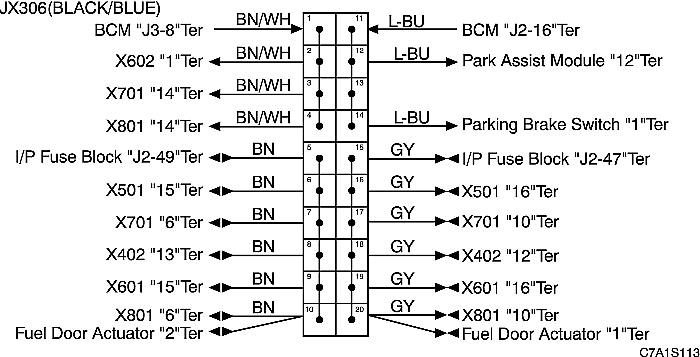 JX306(BLACK/BLUE)
BCM "J3-8"Ter BN/WH 1 11 L-BU BCM "J2-16"Ter
X602 "1"Ter BN/WH 2 12 L-BU Park Assist Module "12"Ter
X701 "14"Ter BN/WH 3 13
X801 "14"Ter BN/WH 4 14 L-BU Parking Brake Switch "1"Ter
I/P Fuse Block "J2-49"Ter BN 5 15 GY I/P Fuse Block "J2-47"Ter
X501 "15"Ter BN 6 16 GY X501 "16"Ter
X701 "6"Ter BN 7 17 GY X701 "10"Ter
X402 "13"Ter BN 8 18 GY X402 "12"Ter
X601 "15"Ter BN 9 19 GY X601 "16"Ter
X801 "6"Ter BN 10 20 GY X801 "10"Ter
Fuel Door Actuator "2"Ter Fuel Door Actuator "1"Ter
C7A1S113